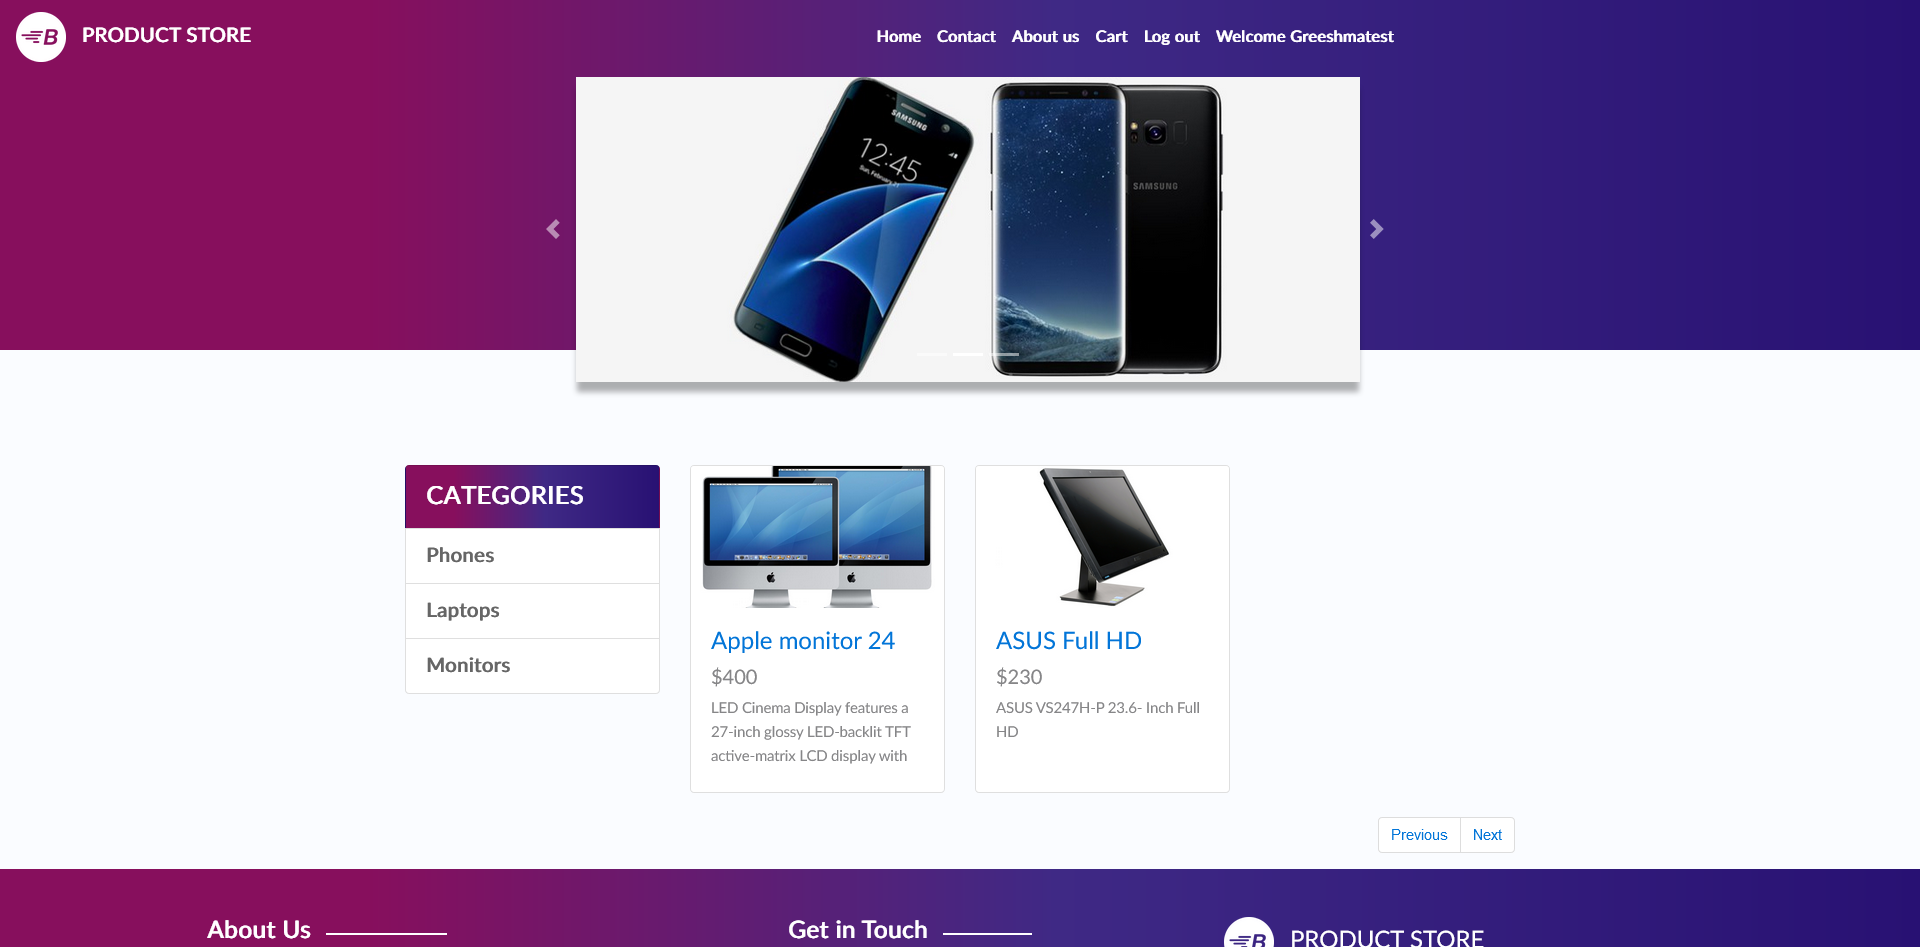 B PRODUCT STORE
Home Contact About us Cart Log out Welcome Greeshmatest
SAMSUNG
12:45
Sun, February 21
SAMSUNG
CATEGORIES
Phones
Laptops
Monitors
Apple monitor 24
$400
LED Cinema Display features a
27-inch glossy LED-backlit TFT
active-matrix LCD display with
ASUS Full HD
$230
ASUS VS247H-P 23.6- Inch Full
HD
Previous Next
About Us
Get in Touch
B PRODUCT STORE